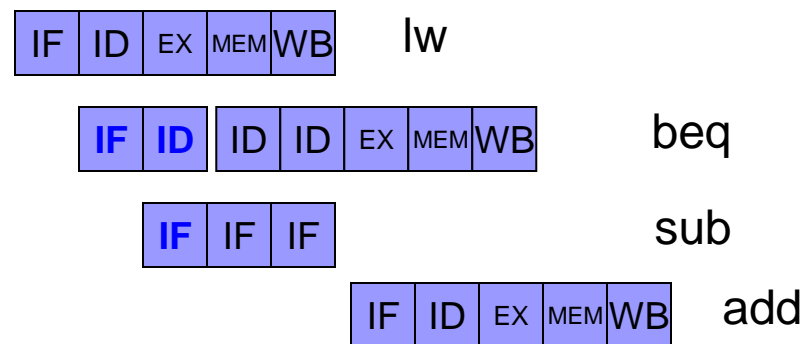 IF ID EX MEM WB lw
IF ID ID ID EX MEM WB beq
IF IF IF sub
IF ID EX MEM WB add